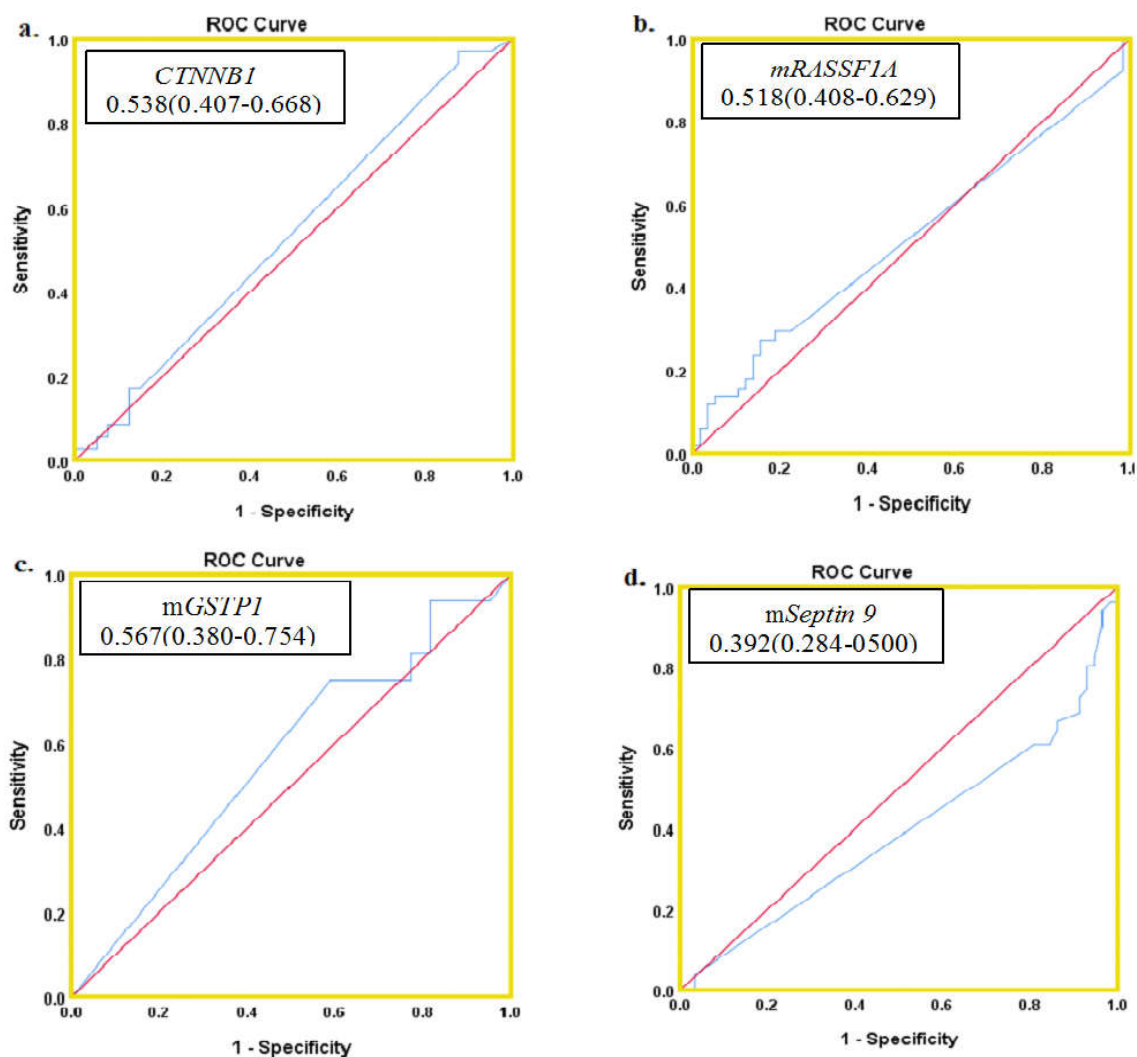 a.
ROC Curve
CTNNB1
0.538(0.407-0.668)
1.0
0.8
0.6
0.4
0.2
0.0
Sensitivity
0.0 0.2 0.4 0.6 0.8 1.0
1 - Specificity
b.
ROC Curve
mRASSF1A
0.518(0.408-0.629)
1.0
0.8
0.6
0.4
0.2
0.0
Sensitivity
0.0 0.2 0.4 0.6 0.8 1.0
1 - Specificity
c.
ROC Curve
mGSTP1
0.567(0.380-0.754)
1.0
0.8
0.6
0.4
0.2
0.0
Sensitivity
0.0 0.2 0.4 0.6 0.8 1.0
1 - Specificity
d.
ROC Curve
mSeptin 9
0.392(0.284-0500)
1.0
0.8
0.6
0.4
0.2
0.0
Sensitivity
0.0 0.2 0.4 0.6 0.8 1.0
1 - Specificity